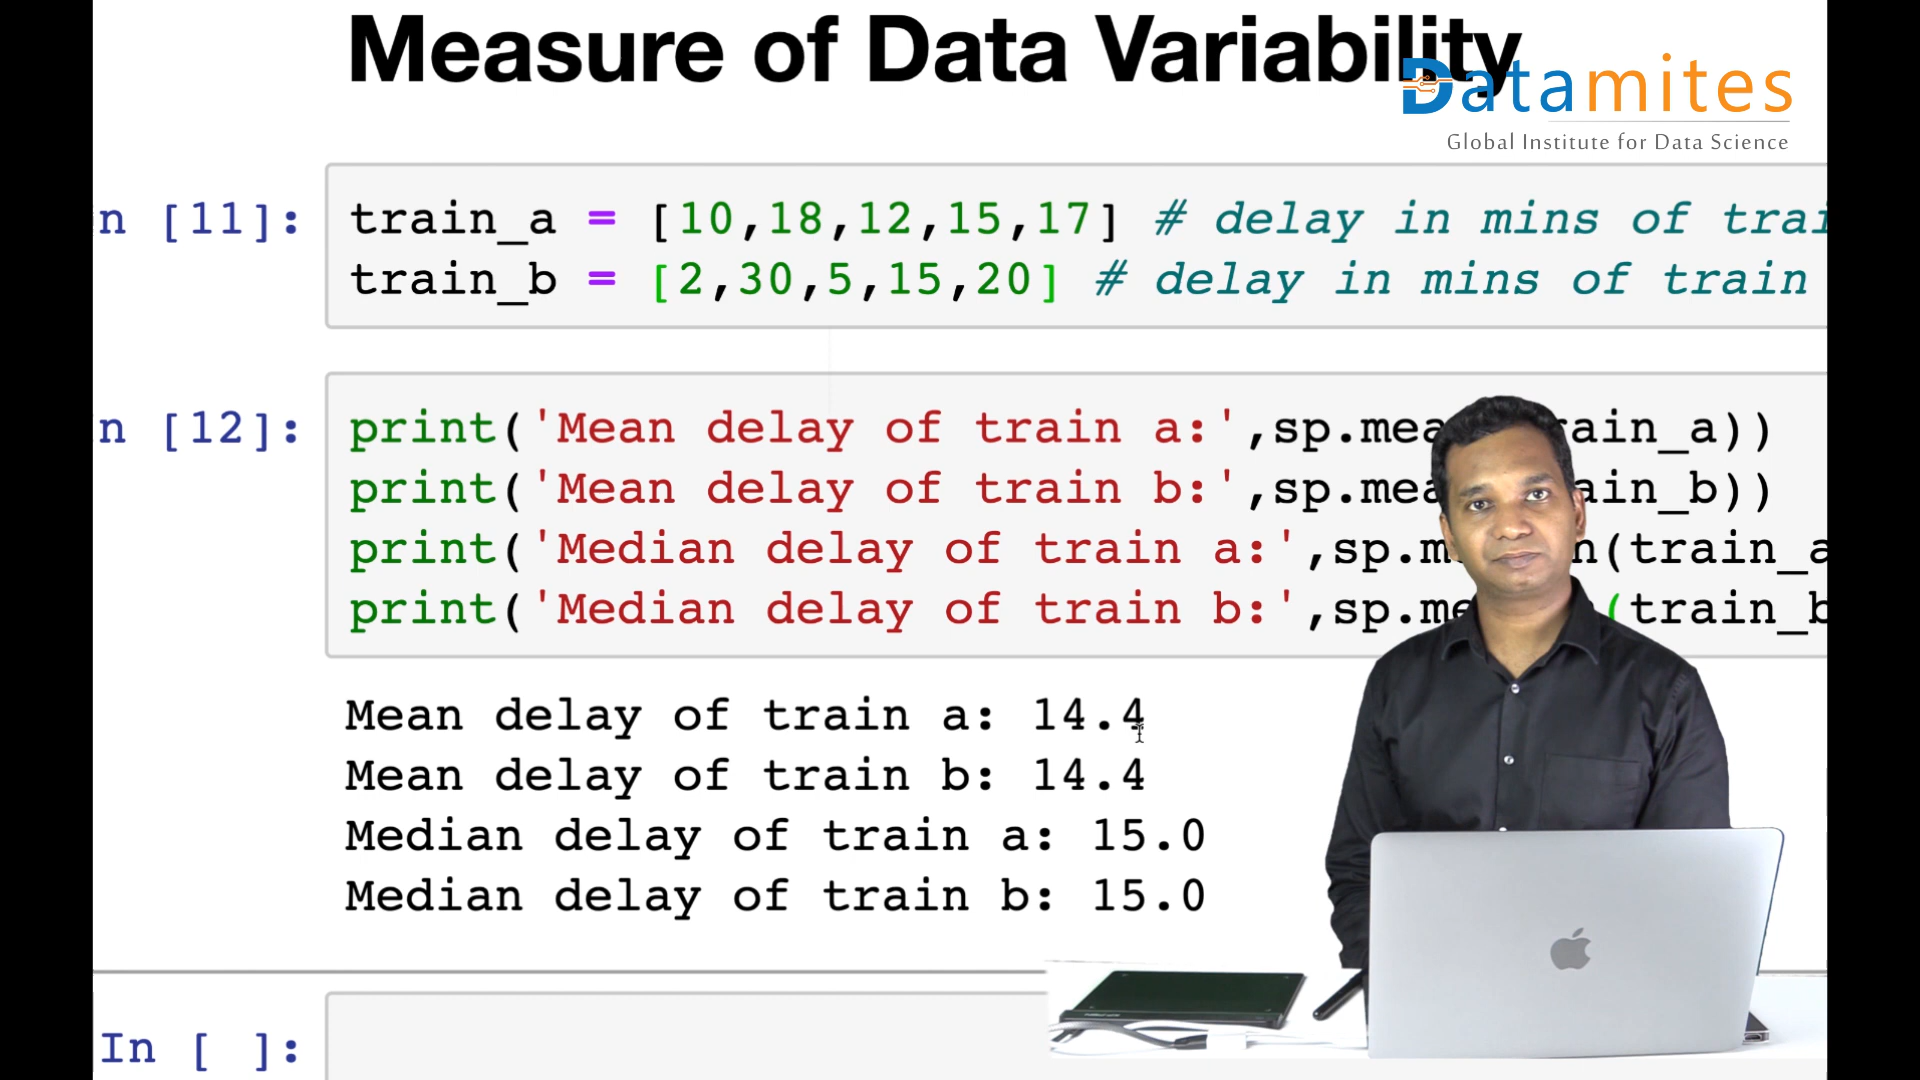 Measure of Data Variability
Datamites
Global Institute for Data Science
n [11]:
train_a = [10,18,12,15,17] # delay in mins of trai
train_b = [2,30,5,15,20] # delay in mins of train
n [12]:
print('Mean delay of train a:',sp.mea ain_a))
print('Mean delay of train b:',sp.mea ain_b))
print('Median delay of train a:',sp.m n(train_a
print('Median delay of train b:',sp.me (train_b
Mean delay of train a: 14.4
Mean delay of train b: 14.4
Median delay of train a: 15.0
Median delay of train b: 15.0
In [ ]: